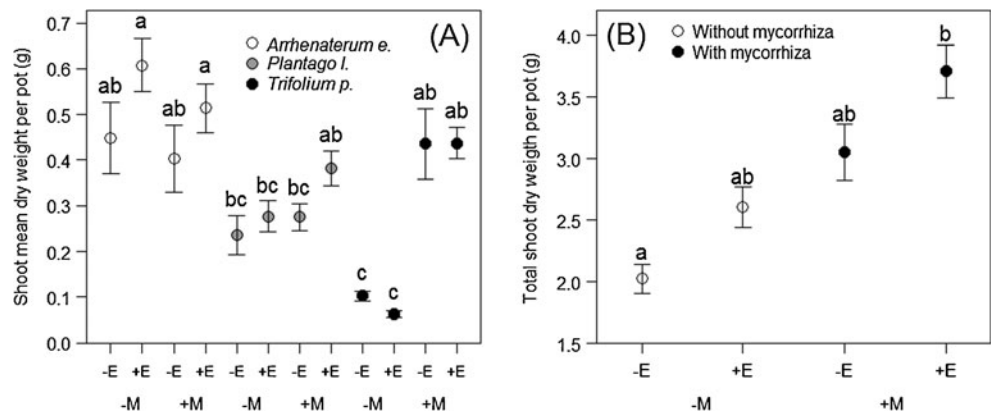 Shoot mean dry weight per pot (g)
0.7
0.6
0.5
0.4
0.3
0.2
0.1
0.0
(A)
Arrhenaterum e.
Plantago l.
Trifolium p.
ab
a
ab
a
bc
bc
bc
ab
c
c
ab
ab
-E +E -E +E -E +E -E +E -E +E -E +E
-M +M -M +M -M +M
Total shoot dry weigth per pot (g)
4.0
3.5
3.0
2.5
2.0
1.5
(B)
Without mycorrhiza
With mycorrhiza
a
ab
ab
b
-E +E -E +E
-M +M